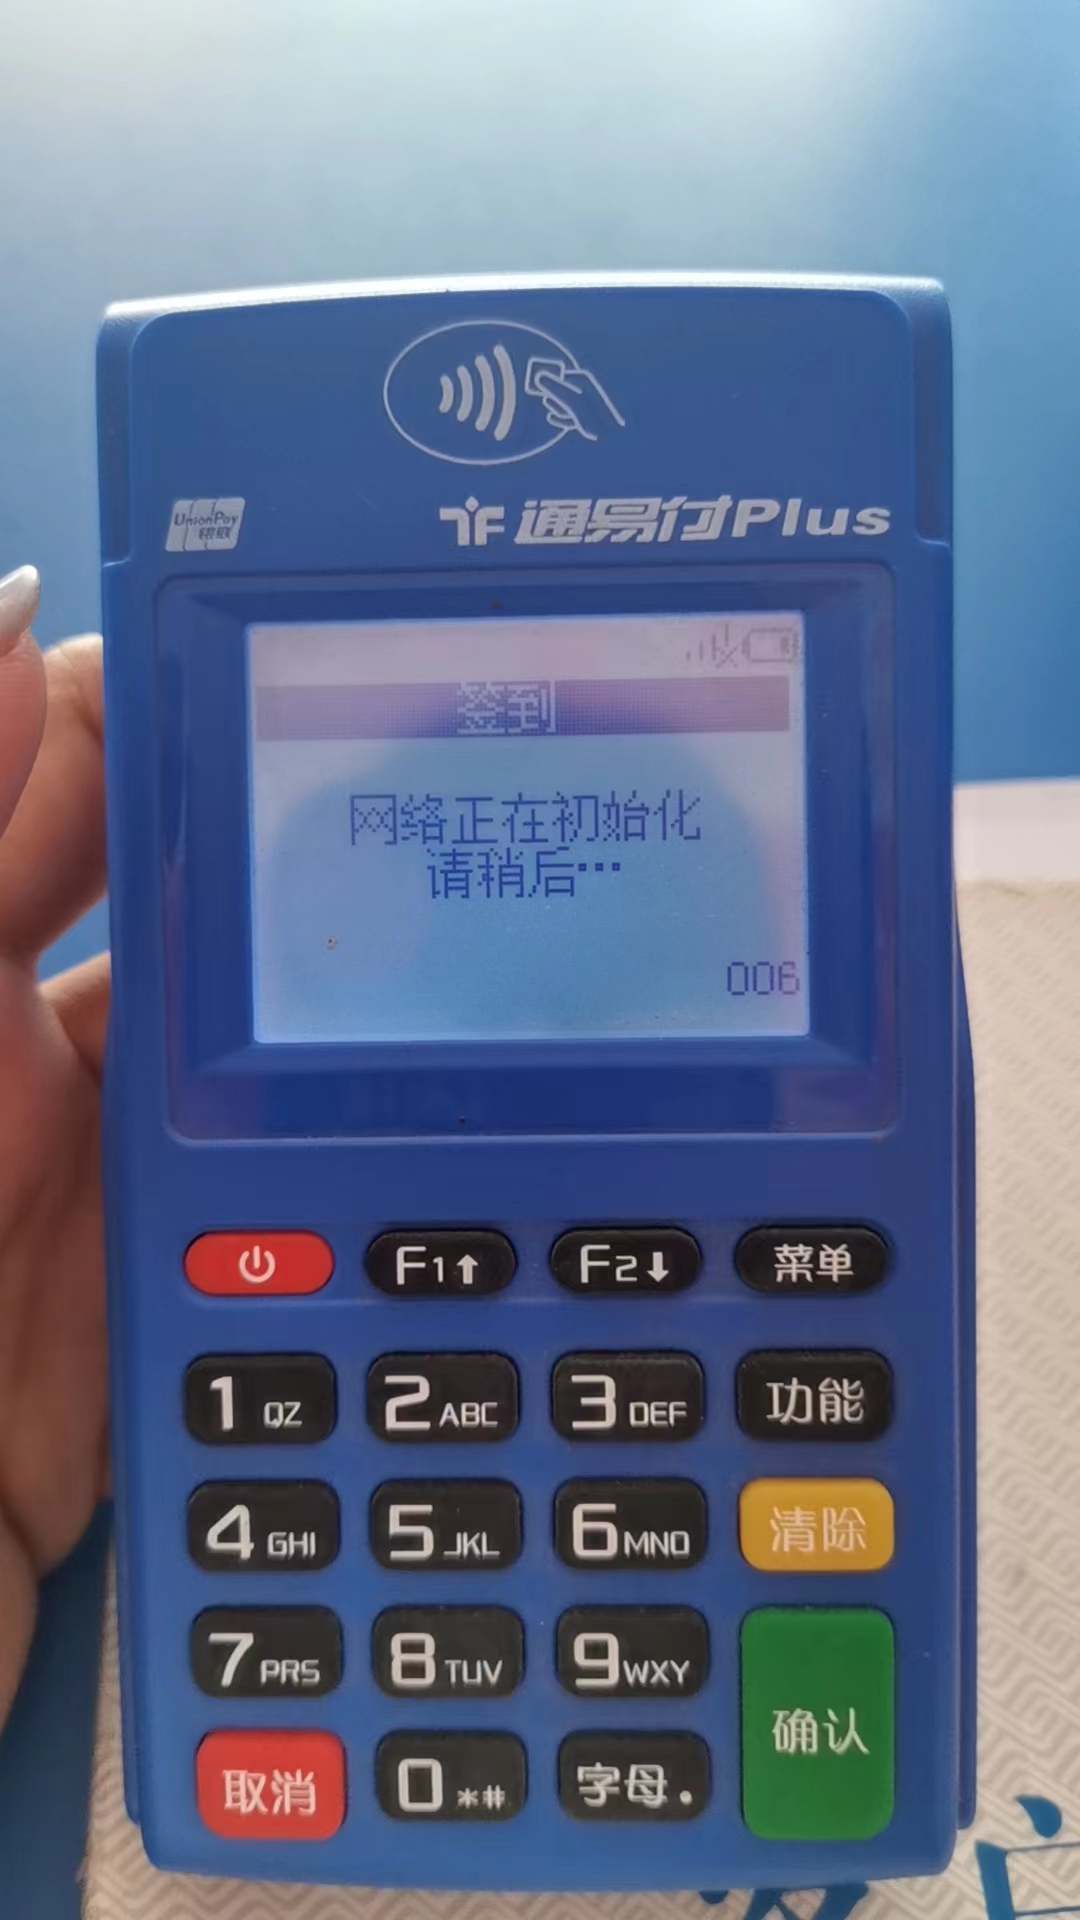 UnionPay
银联
通易付Plus
签到
网络正在初始化
请稍后…
006
F1↑
F2↓
菜单
1 QZ
2 ABC
3 DEF
功能
4 GHI
5 JKL
6 MNO
清除
7 PRS
8 TUV
9 WXY
确认
取消
0 *#
字母.